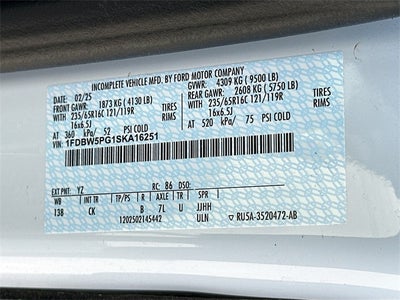 INCOMPLETE VEHICLE MFD. BY FORD MOTOR COMPANY
DATE: 02/25 GVWR: 4309 KG ( 9500 LB)
FRONT GAWR: 1873 KG ( 4130 LB) REAR GAWR: 2608 KG ( 5750 LB)
WITH 235/65R16C 121/119R TIRES WITH 235/65R16C 121/119R TIRES
16x6.5J RIMS 16x6.5J RIMS
AT 360 kPa/ 52 PSI COLD AT 520 kPa/ 75 PSI COLD
VIN: 1FDBW5PG1SKA16251
EXT PNT: YZ RC: 86 DSO:
WB TP/PS R AXLE TR SPR
138 CK B 7L U JJHH
1202502145442 ULN RU5A-3520472-AB